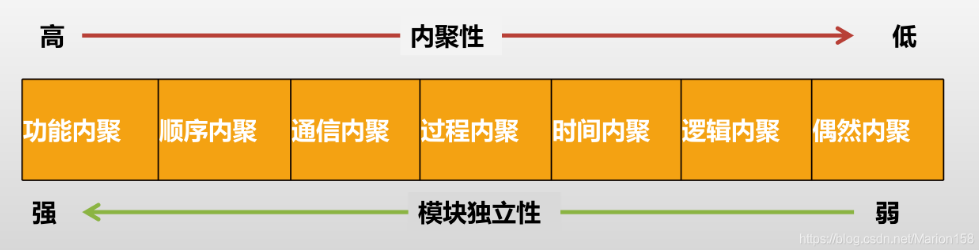 高 内聚性 低
功能内聚 顺序内聚 通信内聚 过程内聚 时间内聚 逻辑内聚 偶然内聚
强 模块独立性 弱
https://blog.csdn.net/Marion158